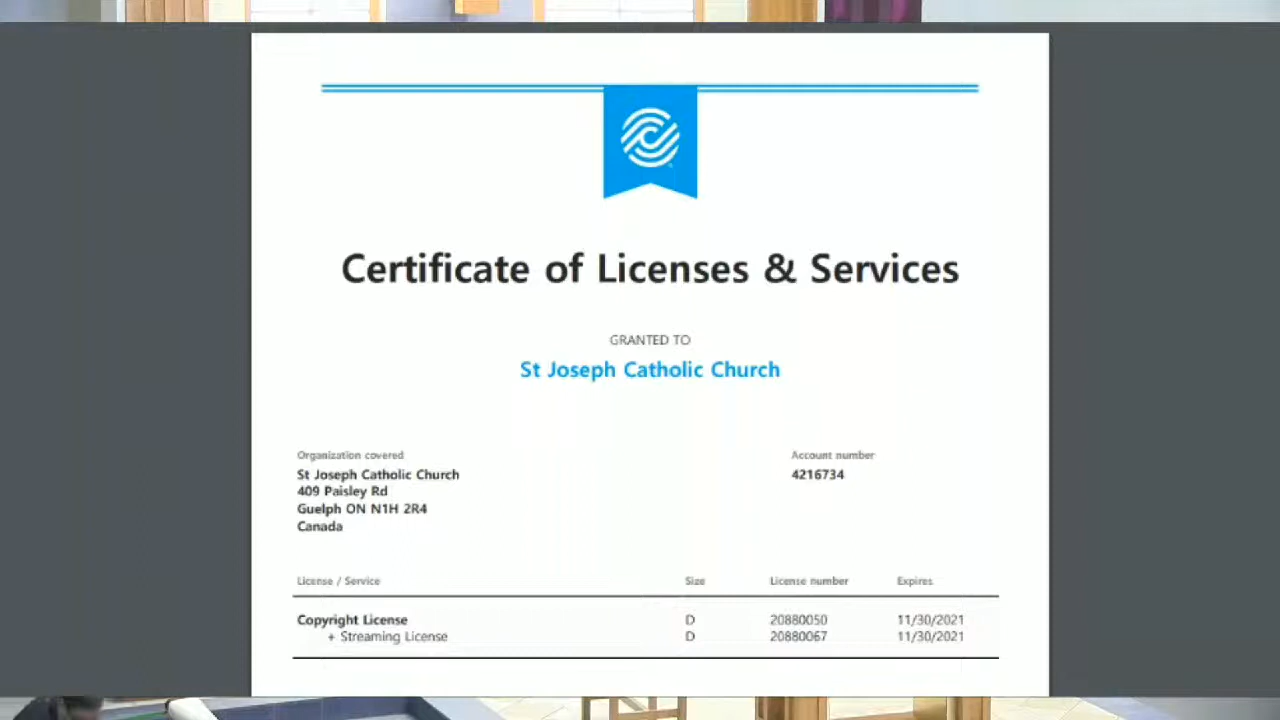 Certificate of Licenses & Services
GRANTED TO
St Joseph Catholic Church
Organization covered
St Joseph Catholic Church
409 Paisley Rd
Guelph ON N1H 2R4
Canada
Account number
4216734
License / Service Size License number Expires
Copyright License D 20880050 11/30/2021
+ Streaming License D 20880067 11/30/2021